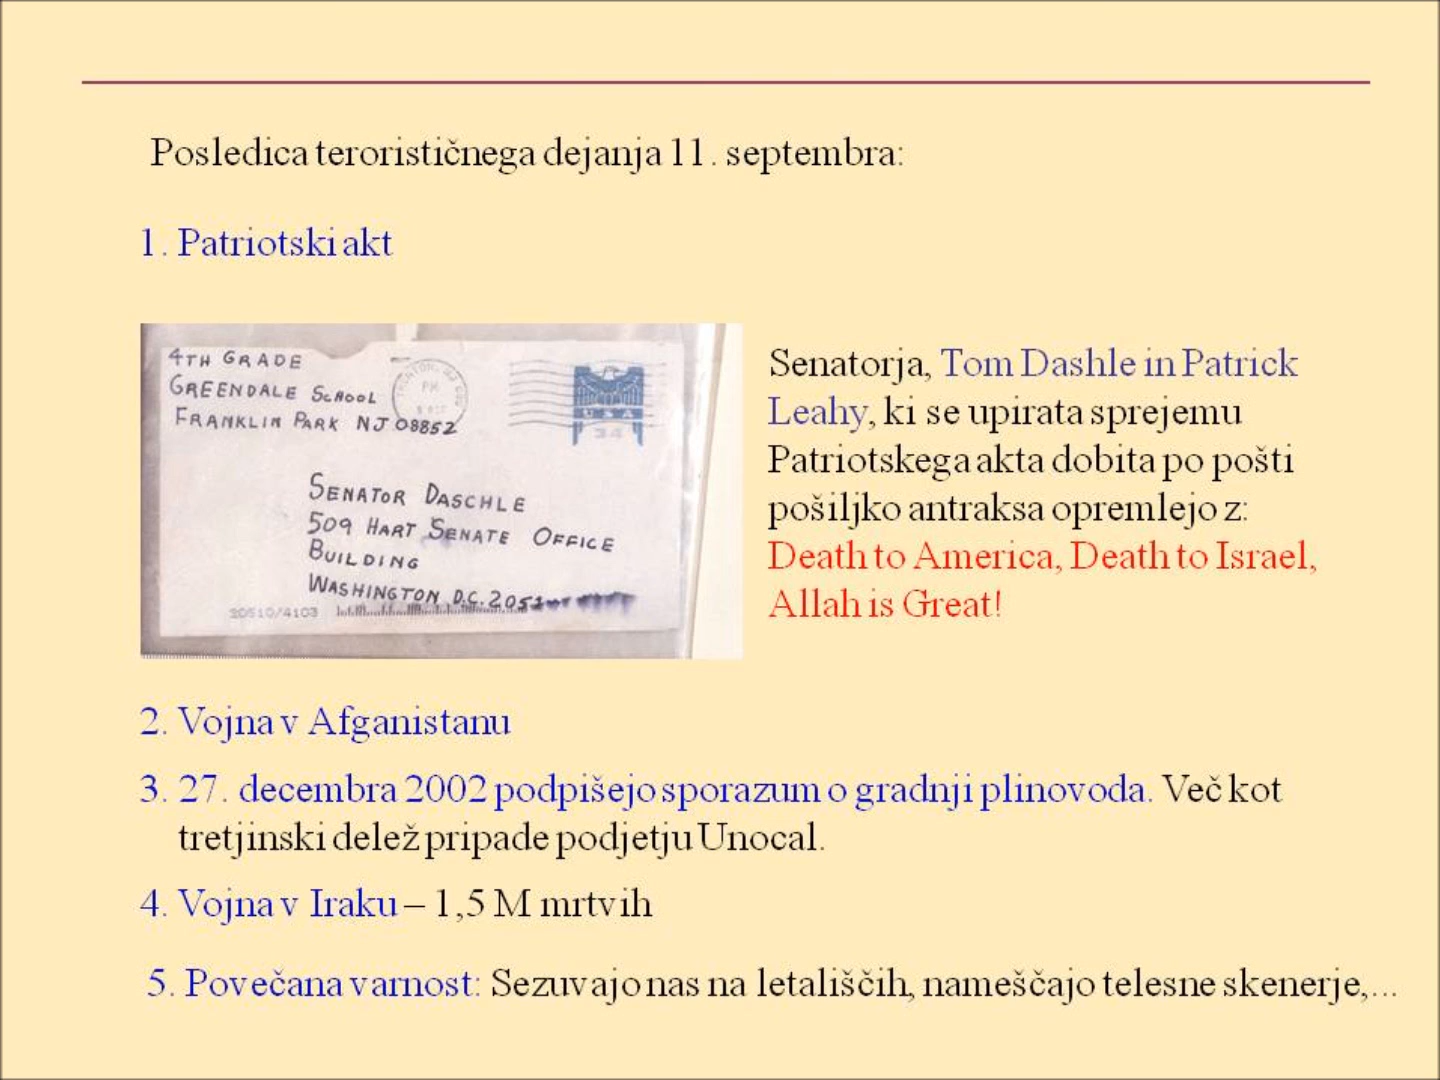 Posledica terorističnega dejanja 11. septembra:
1. Patriotski akt
4TH GRADE
GREENDALE SCHOOL
FRANKLIN PARK NJ 08852
PM
USA
34
SENATOR DASCHLE
509 HART SENATE OFFICE
BUILDING
WASHINGTON D.C.
20510/4103
Senatorja, Tom Dashle in Patrick
Leahy, ki se upirata sprejemu
Patriotskega akta dobita po pošti
pošiljko antraksa opremlejo z:
Death to America, Death to Israel,
Allah is Great!
2. Vojna v Afganistanu
3. 27. decembra 2002 podpišejo sporazum o gradnji plinovoda. Več kot
tretjinski delež pripade podjetju Unocal.
4. Vojna v Iraku – 1,5 M mrtvih
5. Povečana varnost: Sezuvajo nas na letališčih, nameščajo telesne skenerje,...